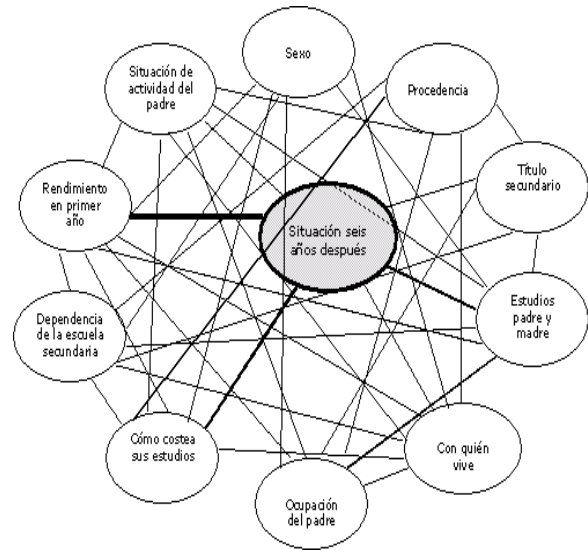 Sexo
Situación de
actividad del
padre
Procedencia
Título
secundario
Rendimiento
en primer
año
Situación seis
años después
Estudios
padre y
madre
Dependencia
de la escuela
secundaria
Cómo costea
sus estudios
Con quién
vive
Ocupación
del padre